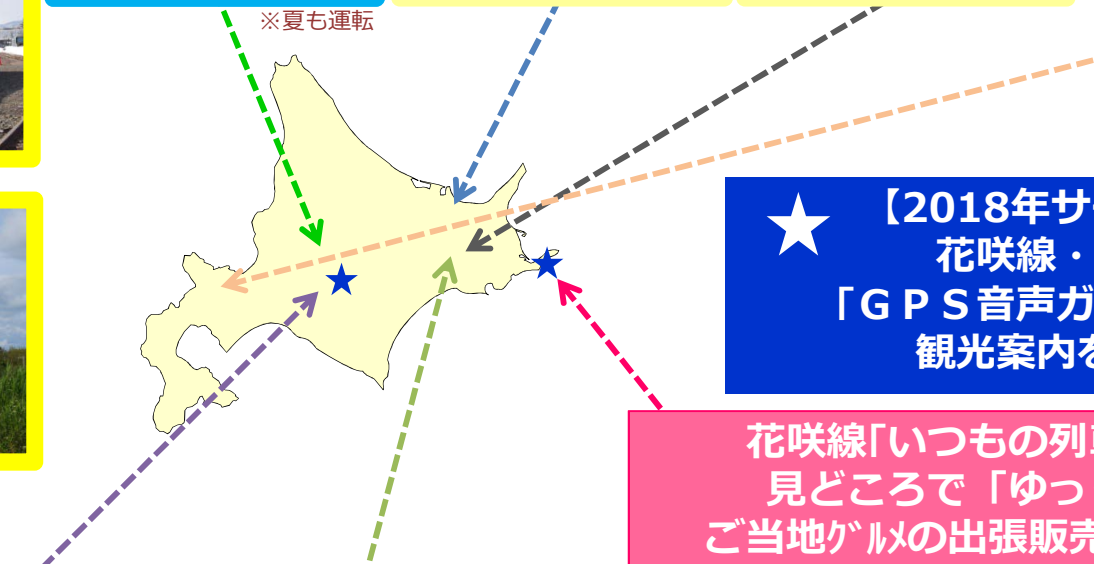 ※夏も運転
【2018年サ
花咲線・
「ＧＰＳ音声ガ
観光案内を
花咲線｢いつもの列
見どころで「ゆっ
ご当地ｸﾞﾙﾒの出張販売